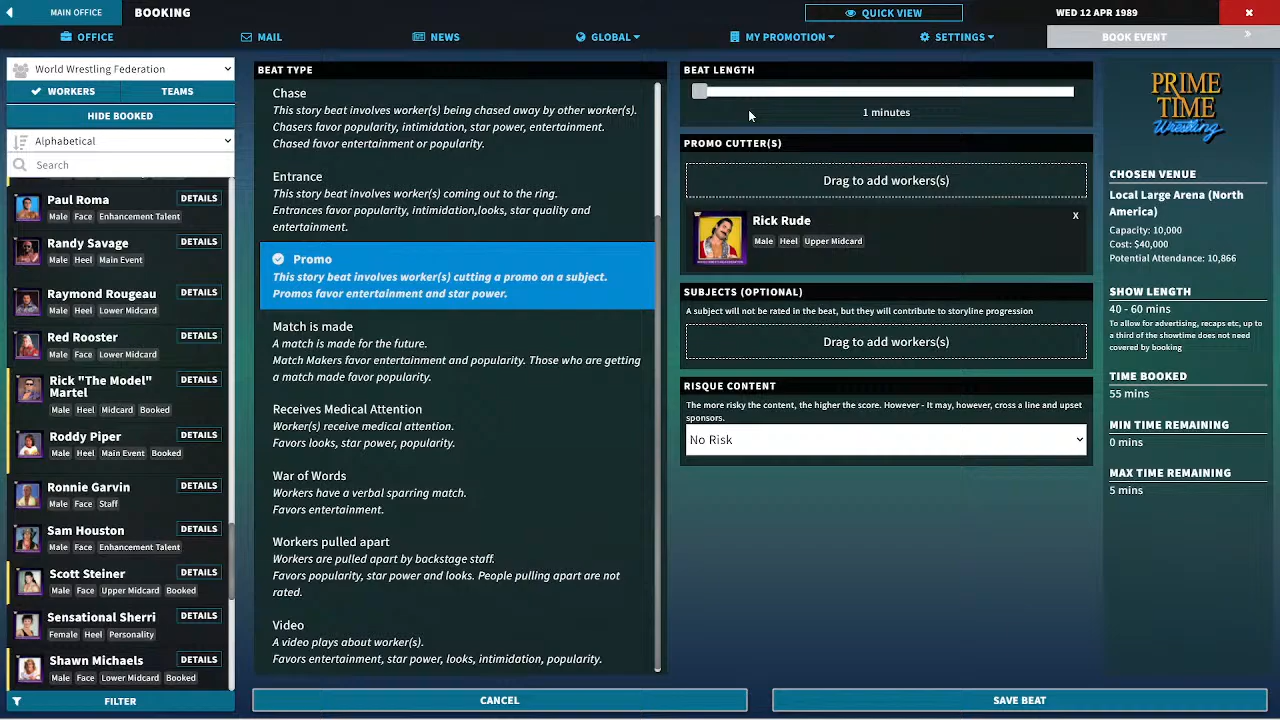 MAIN OFFICE
BOOKING
QUICK VIEW
WED 12 APR 1989
OFFICE
MAIL
NEWS
GLOBAL
MY PROMOTION
SETTINGS
BOOK EVENT
World Wrestling Federation
WORKERS
TEAMS
HIDE BOOKED
Alphabetical
Search
Paul Roma
DETAILS
Male Face Enhancement Talent
Randy Savage
DETAILS
Male Heel Main Event
Raymond Rougeau
DETAILS
Male Heel Lower Midcard
Red Rooster
DETAILS
Male Face Lower Midcard
Rick "The Model"
Martel
DETAILS
Male Heel Midcard Booked
Roddy Piper
DETAILS
Male Heel Main Event Booked
Ronnie Garvin
DETAILS
Male Face Staff
Sam Houston
DETAILS
Male Face Enhancement Talent
Scott Steiner
DETAILS
Male Face Upper Midcard Booked
Sensational Sherri
DETAILS
Female Heel Personality
Shawn Michaels
DETAILS
Male Face Lower Midcard Booked
FILTER
BEAT TYPE
Chase
This story beat involves worker(s) being chased away by other worker(s).
Chasers favor popularity, intimidation, star power, entertainment.
Chased favor entertainment or popularity.
Entrance
This story beat involves workers(s) coming out to the ring.
Entrances favor popularity, intimidation,looks, star quality and
entertainment.
Promo
This story beat involves worker(s) cutting a promo on a subject.
Promos favor entertainment and star power.
Match is made
A match is made for the future.
Match Makers favor entertainment and popularity. Those who are getting
a match made favor popularity.
Receives Medical Attention
Worker(s) receive medical attention.
Favors looks, star power, popularity.
War of Words
Workers have a verbal sparring match.
Favors entertainment.
Workers pulled apart
Workers are pulled apart by backstage staff.
Favors popularity, star power and looks. People pulling apart are not
rated.
Video
A video plays about worker(s).
Favors entertainment, star power, looks, intimidation, popularity.
CANCEL
BEAT LENGTH
1 minutes
PROMO CUTTER(S)
Drag to add workers(s)
Rick Rude
x
Male Heel Upper Midcard
SUBJECTS (OPTIONAL)
A subject will not be rated in the beat, but they will contribute to storyline progression
Drag to add workers(s)
RISQUE CONTENT
The more risky the content, the higher the score. However - It may, however, cross a line and upset
sponsors.
No Risk
SAVE BEAT
PRIME
TIME
Wrestling
CHOSEN VENUE
Local Large Arena (North
America)
Capacity: 10,000
Cost: $40,000
Potential Attendance: 10,866
SHOW LENGTH
40 - 60 mins
To allow for advertising, recaps etc, up to
a third of the showtime does not need
covered by booking
TIME BOOKED
55 mins
MIN TIME REMAINING
0 mins
MAX TIME REMAINING
5 mins